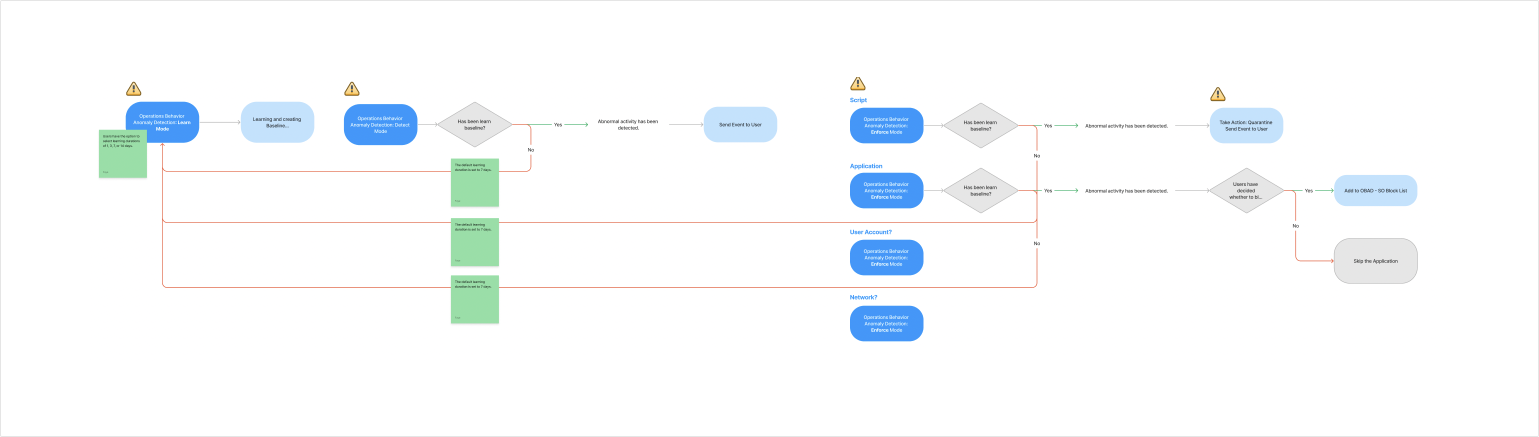 Operations Behavior
Anomaly Detection: Learn
Mode
Users have the option to
select learning durations
of 1, 3, 7, or 14 days.
Learning and creating
Baseline...
Operations Behavior
Anomaly Detection: Detect
Mode
Has been learn
baseline?
Yes
No
Abnormal activity has been
detected.
Send Event to User
The default learning
duration is set to 7 days.
The default learning
duration is set to 7 days.
The default learning
duration is set to 7 days.
Script
Operations Behavior
Anomaly Detection:
Enforce Mode
Has been learn
baseline?
Yes
No
Abnormal activity has been detected.
Take Action: Quarantine
Send Event to User
Application
Operations Behavior
Anomaly Detection:
Enforce Mode
Has been learn
baseline?
Yes
No
Abnormal activity has been detected.
Users have
decided
whether to bl...
Yes
Add to OBAD - SO Block List
No
Skip the Application
User Account?
Operations Behavior
Anomaly Detection:
Enforce Mode
Network?
Operations Behavior
Anomaly Detection:
Enforce Mode